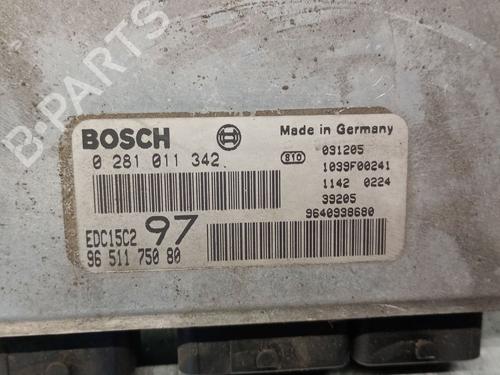 B-PARTS
BOSCH
Made in Germany
0 281 011 342
810
091205
1039F00241
1142 0224
39205
9640938680
EDC15C2 97
96 511 750 80